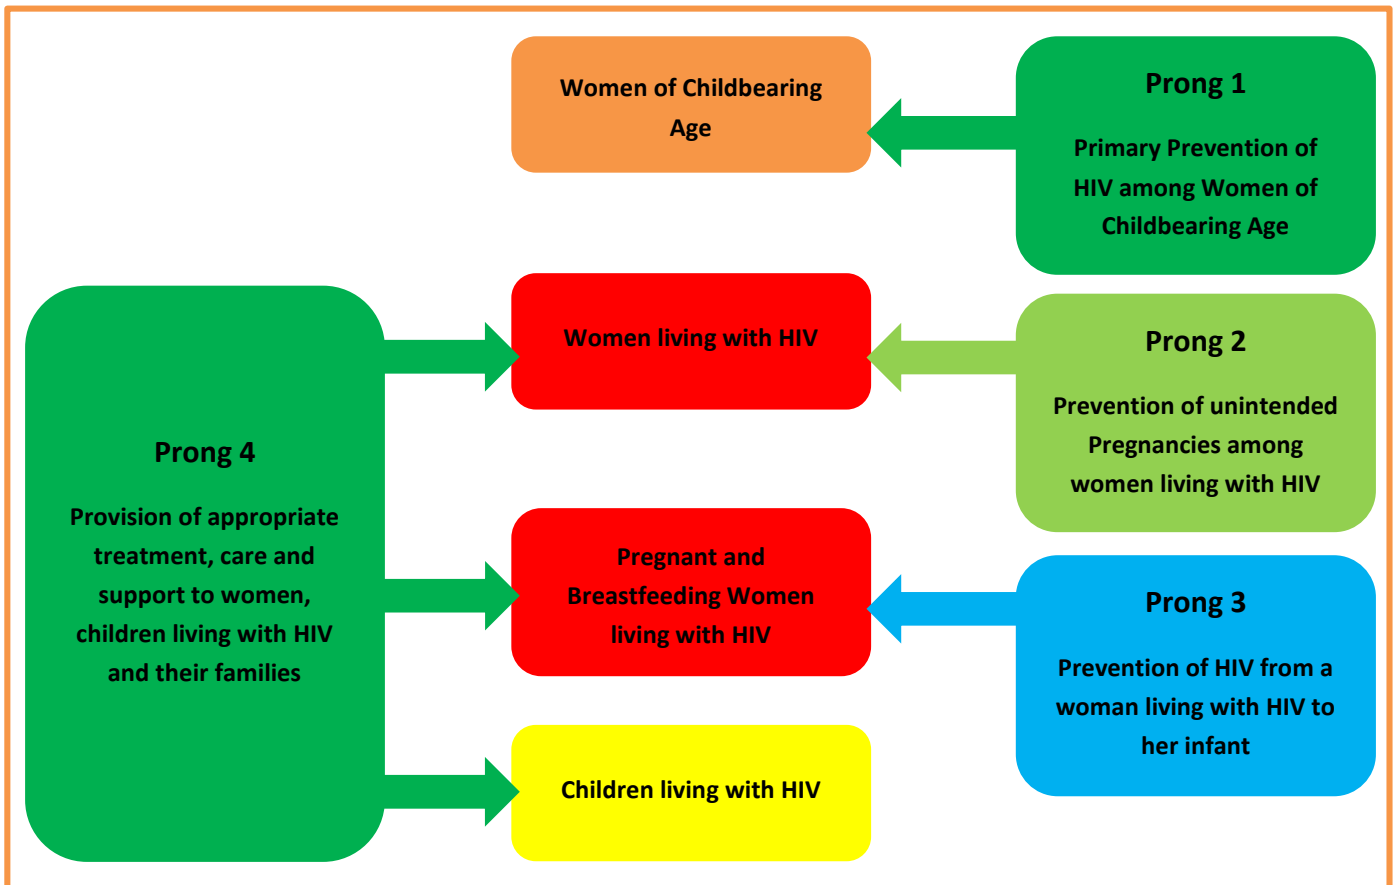 Women of Childbearing
Age
Prong 1
Primary Prevention of
HIV among Women of
Childbearing Age
Prong 4
Provision of appropriate
treatment, care and
support to women,
children living with HIV
and their families
Women living with HIV
Prong 2
Prevention of unintended
Pregnancies among
women living with HIV
Pregnant and
Breastfeeding Women
living with HIV
Prong 3
Prevention of HIV from a
woman living with HIV to
her infant
Children living with HIV